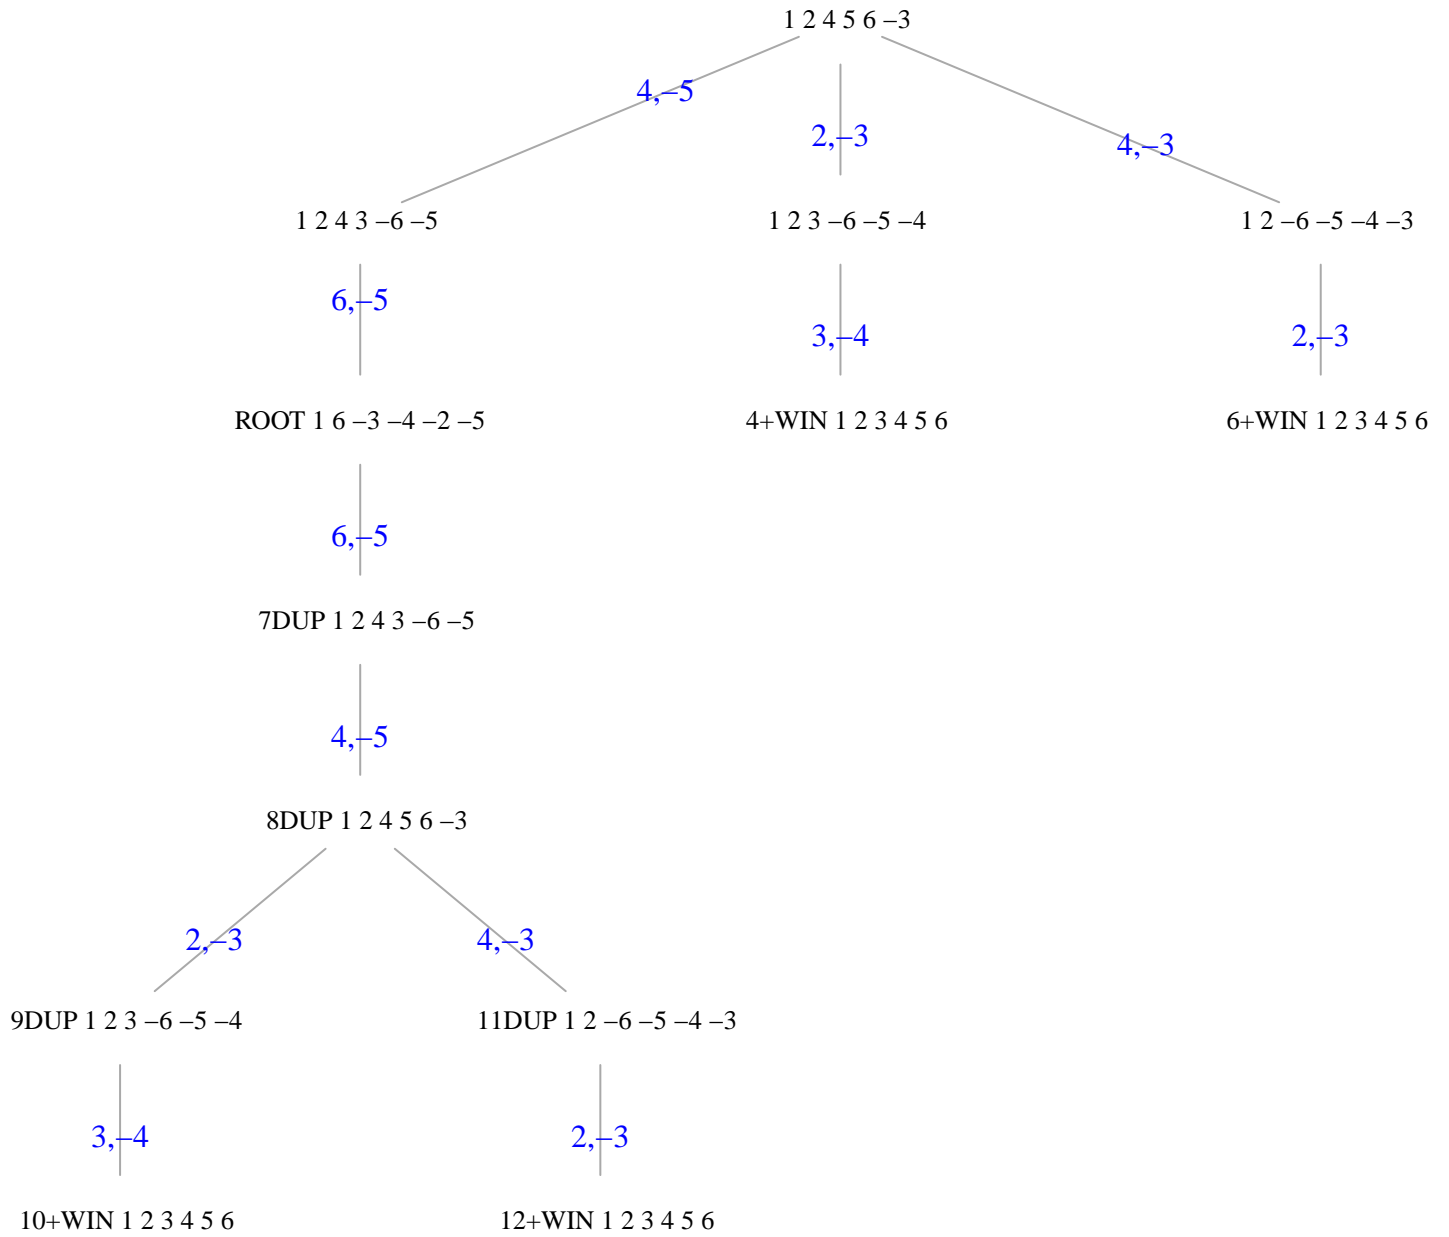 1 2 4 5 6 –3
4,–5
2,–3
4,–3
1 2 4 3 –6 –5
1 2 3 –6 –5 –4
1 2 –6 –5 –4 –3
6,–5
3,–4
2,–3
ROOT 1 6 –3 –4 –2 –5
4+WIN 1 2 3 4 5 6
6+WIN 1 2 3 4 5 6
6,–5
7DUP 1 2 4 3 –6 –5
4,–5
8DUP 1 2 4 5 6 –3
2,–3
4,–3
9DUP 1 2 3 –6 –5 –4
11DUP 1 2 –6 –5 –4 –3
3,–4
2,–3
10+WIN 1 2 3 4 5 6
12+WIN 1 2 3 4 5 6